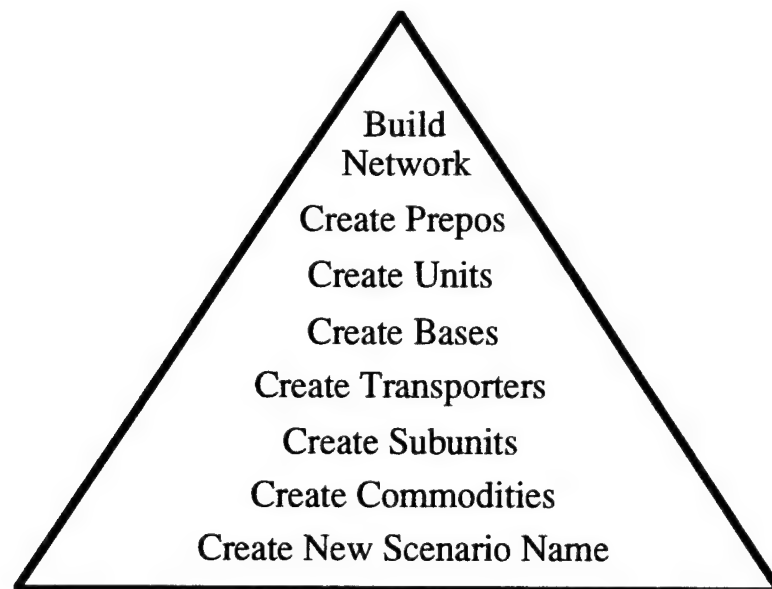 Build
Network
Create Prepos
Create Units
Create Bases
Create Transporters
Create Subunits
Create Commodities
Create New Scenario Name